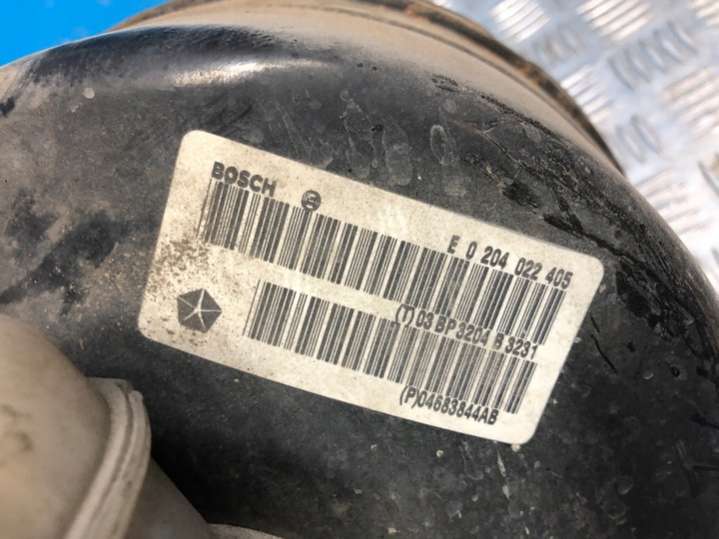 BOSCH
E 0 204 022 405
(T) 03 BP 3204 B 3231
(P)04683844AB